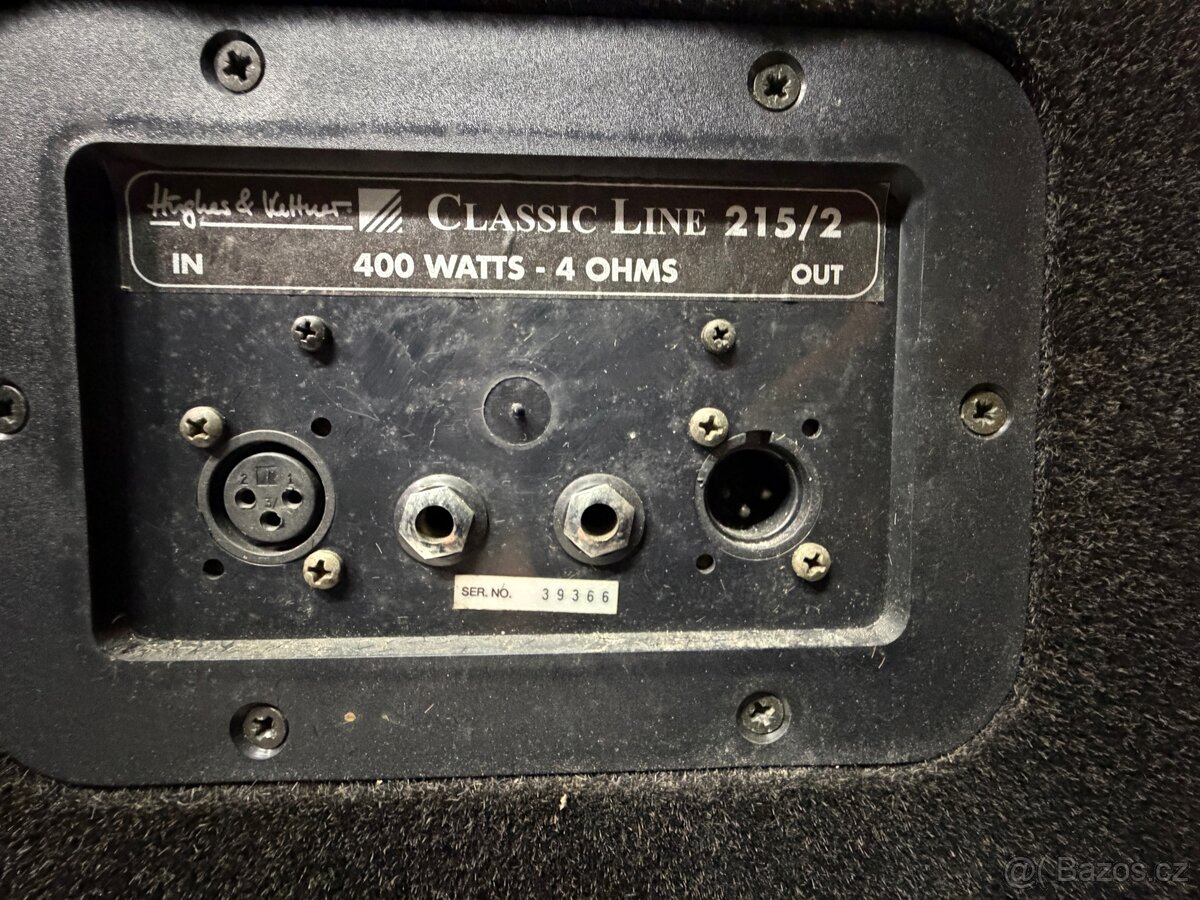 Hughes & Kettner CLASSIC LINE 215/2
IN 400 WATTS - 4 OHMS OUT
2 1
3
SER. NO. 39366
@( Bazos.cz